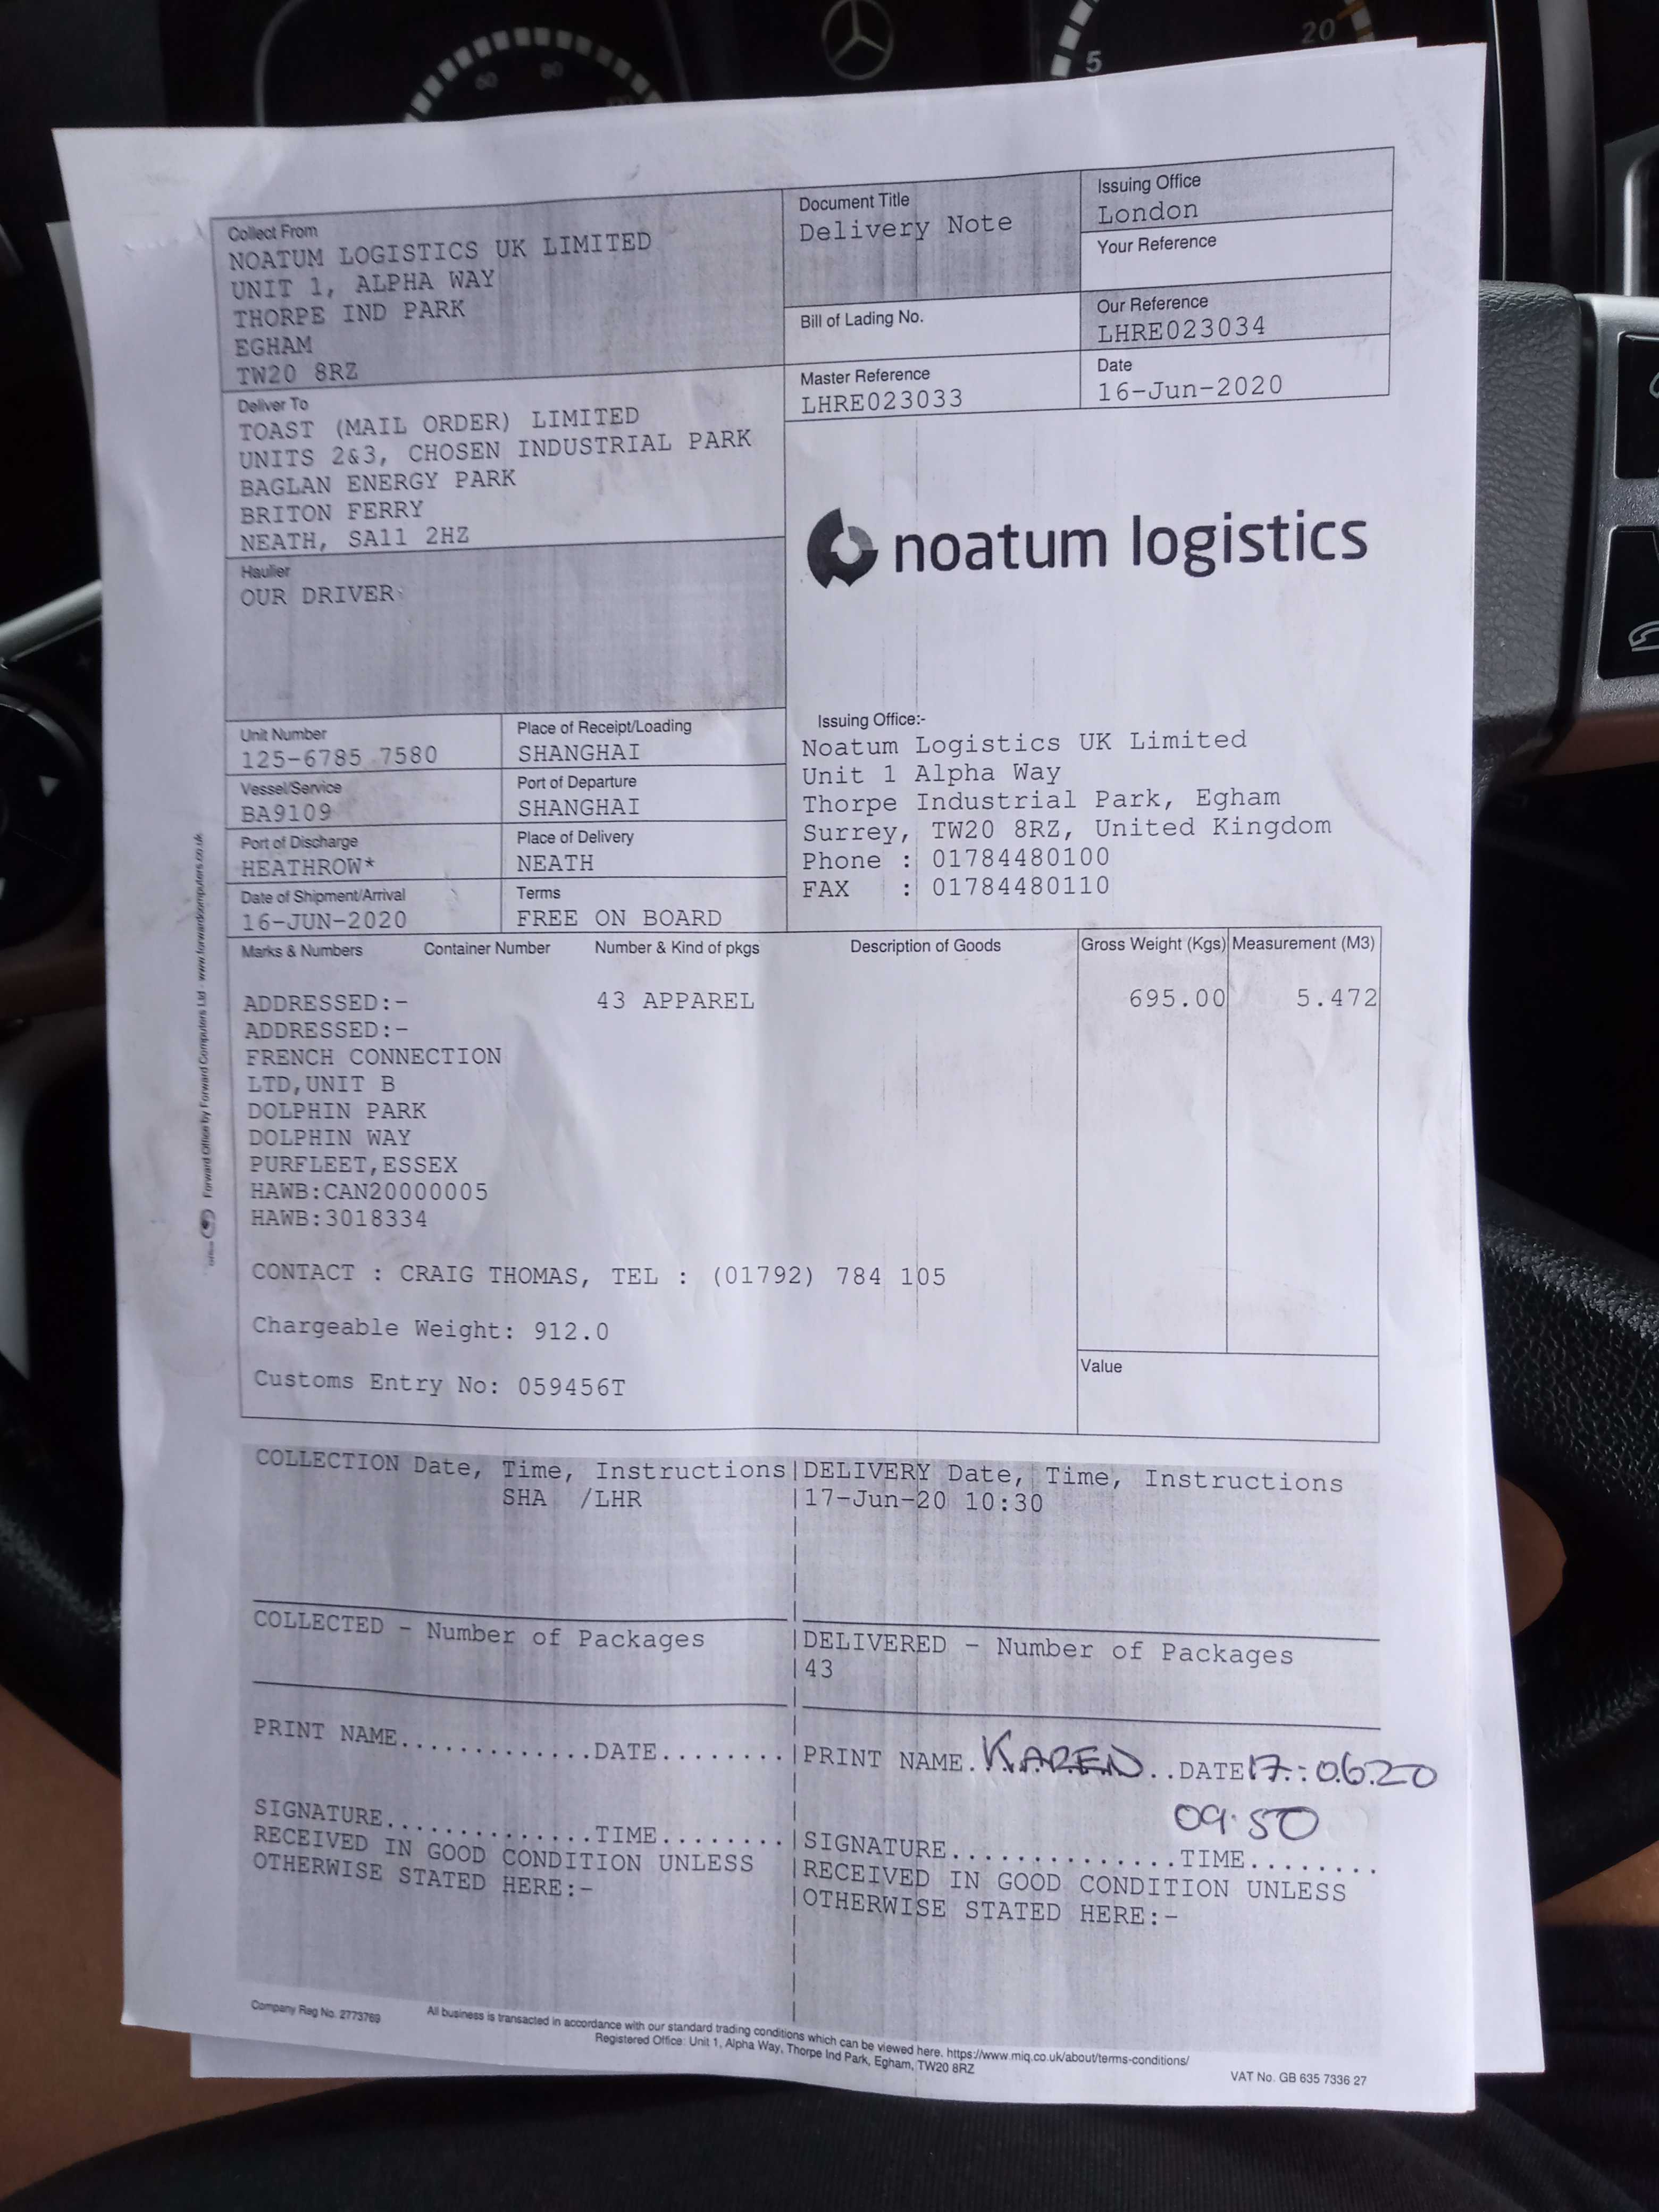 60
80
5
20
Collect From
NOATUM LOGISTICS UK LIMITED
UNIT 1, ALPHA WAY
THORPE IND PARK
EGHAM
TW20 8RZ
Document Title
Delivery Note
Issuing Office
London
Your Reference
Bill of Lading No.
Our Reference
LHRE023034
Master Reference
LHRE023033
Date
16-Jun-2020
Deliver To
TOAST (MAIL ORDER) LIMITED
UNITS 2&3, CHOSEN INDUSTRIAL PARK
BAGLAN ENERGY PARK
BRITON FERRY
NEATH, SA11 2HZ
noatum logistics
Haulier
OUR DRIVER
Unit Number
125-6785 7580
Place of Receipt/Loading
SHANGHAI
Vessel/Service
BA9109
Port of Departure
SHANGHAI
Port of Discharge
HEATHROW*
Place of Delivery
NEATH
Date of Shipment/Arrival
16-JUN-2020
Terms
FREE ON BOARD
Issuing Office:-
Noatum Logistics UK Limited
Unit 1 Alpha Way
Thorpe Industrial Park, Egham
Surrey, TW20 8RZ, United Kingdom
Phone : 01784480100
FAX : 01784480110
Marks & Numbers Container Number Number & Kind of pkgs Description of Goods Gross Weight (Kgs) Measurement (M3)
ADDRESSED:- 43 APPAREL 695.00 5.472
ADDRESSED:-
FRENCH CONNECTION
LTD,UNIT B
DOLPHIN PARK
DOLPHIN WAY
PURFLEET,ESSEX
HAWB:CAN20000005
HAWB:3018334
CONTACT : CRAIG THOMAS, TEL : (01792) 784 105
Chargeable Weight: 912.0
Customs Entry No: 059456T
Value
Forward Office by Forward Computers Ltd - www.forwardcomputers.co.uk
COLLECTION Date, Time, Instructions
SHA /LHR
DELIVERY Date, Time, Instructions
17-Jun-20 10:30
COLLECTED - Number of Packages
DELIVERED - Number of Packages
43
PRINT NAME.............DATE........
PRINT NAME.KAREN..DATE17.:06.20
09.50
SIGNATURE..............TIME........
RECEIVED IN GOOD CONDITION UNLESS
OTHERWISE STATED HERE:-
SIGNATURE..............TIME........
RECEIVED IN GOOD CONDITION UNLESS
OTHERWISE STATED HERE:-
Company Reg No. 2773769
All business is transacted in accordance with our standard trading conditions which can be viewed here. https://www.miq.co.uk/about/terms-conditions/
Registered Office: Unit 1, Alpha Way, Thorpe Ind Park, Egham, TW20 8RZ
VAT No. GB 635 7336 27